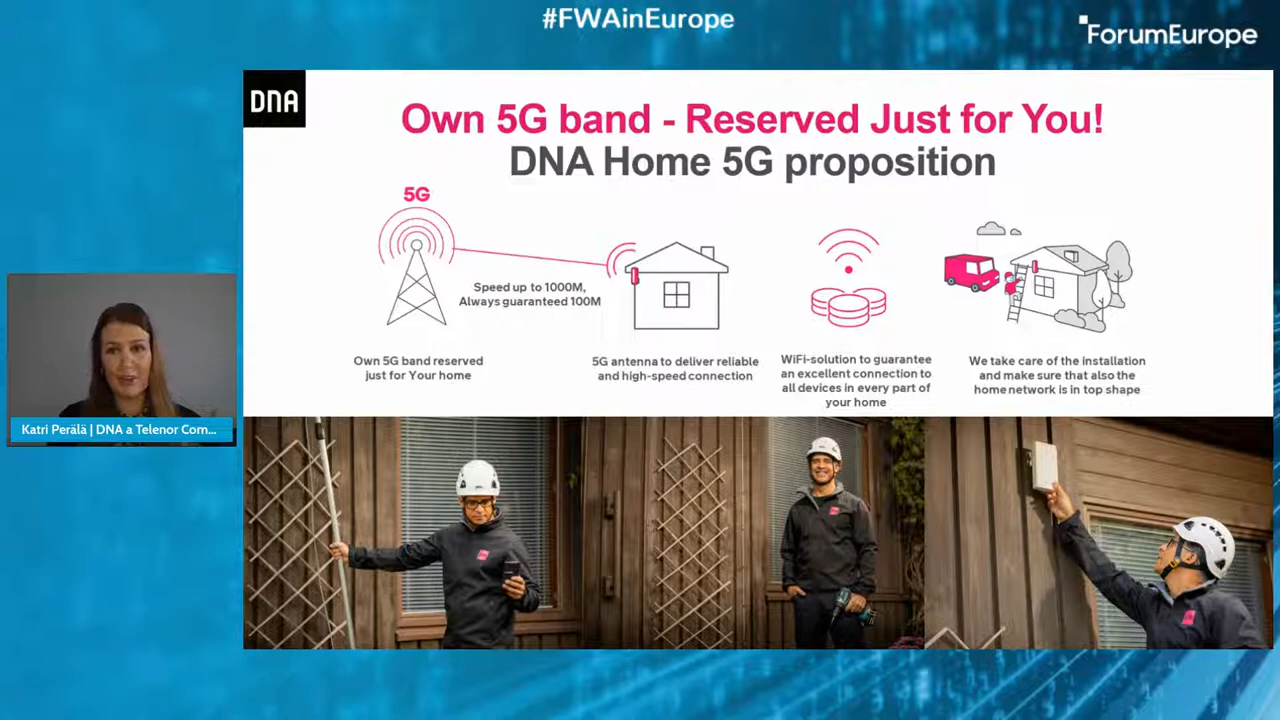 #FWAinEurope
ForumEurope
DNA
Own 5G band - Reserved Just for You!
DNA Home 5G proposition
5G
Speed up to 1000M,
Always guaranteed 100M
Own 5G band reserved
just for Your home
5G antenna to deliver reliable
and high-speed connection
WiFi-solution to guarantee
an excellent connection to
all devices in every part of
your home
We take care of the installation
and make sure that also the
home network is in top shape
Katri Perälä | DNA a Telenor Com...